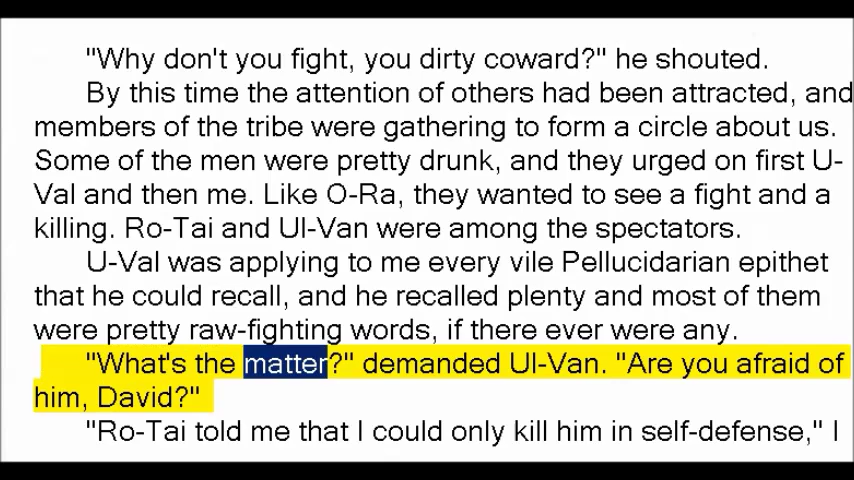 "Why don't you fight, you dirty coward?" he shouted.
By this time the attention of others had been attracted, and
members of the tribe were gathering to form a circle about us.
Some of the men were pretty drunk, and they urged on first U-
Val and then me. Like O-Ra, they wanted to see a fight and a
killing. Ro-Tai and Ul-Van were among the spectators.
U-Val was applying to me every vile Pellucidarian epithet
that he could recall, and he recalled plenty and most of them
were pretty raw-fighting words, if there ever were any.
"What's the matter?" demanded Ul-Van. "Are you afraid of
him, David?"
"Ro-Tai told me that I could only kill him in self-defense," I